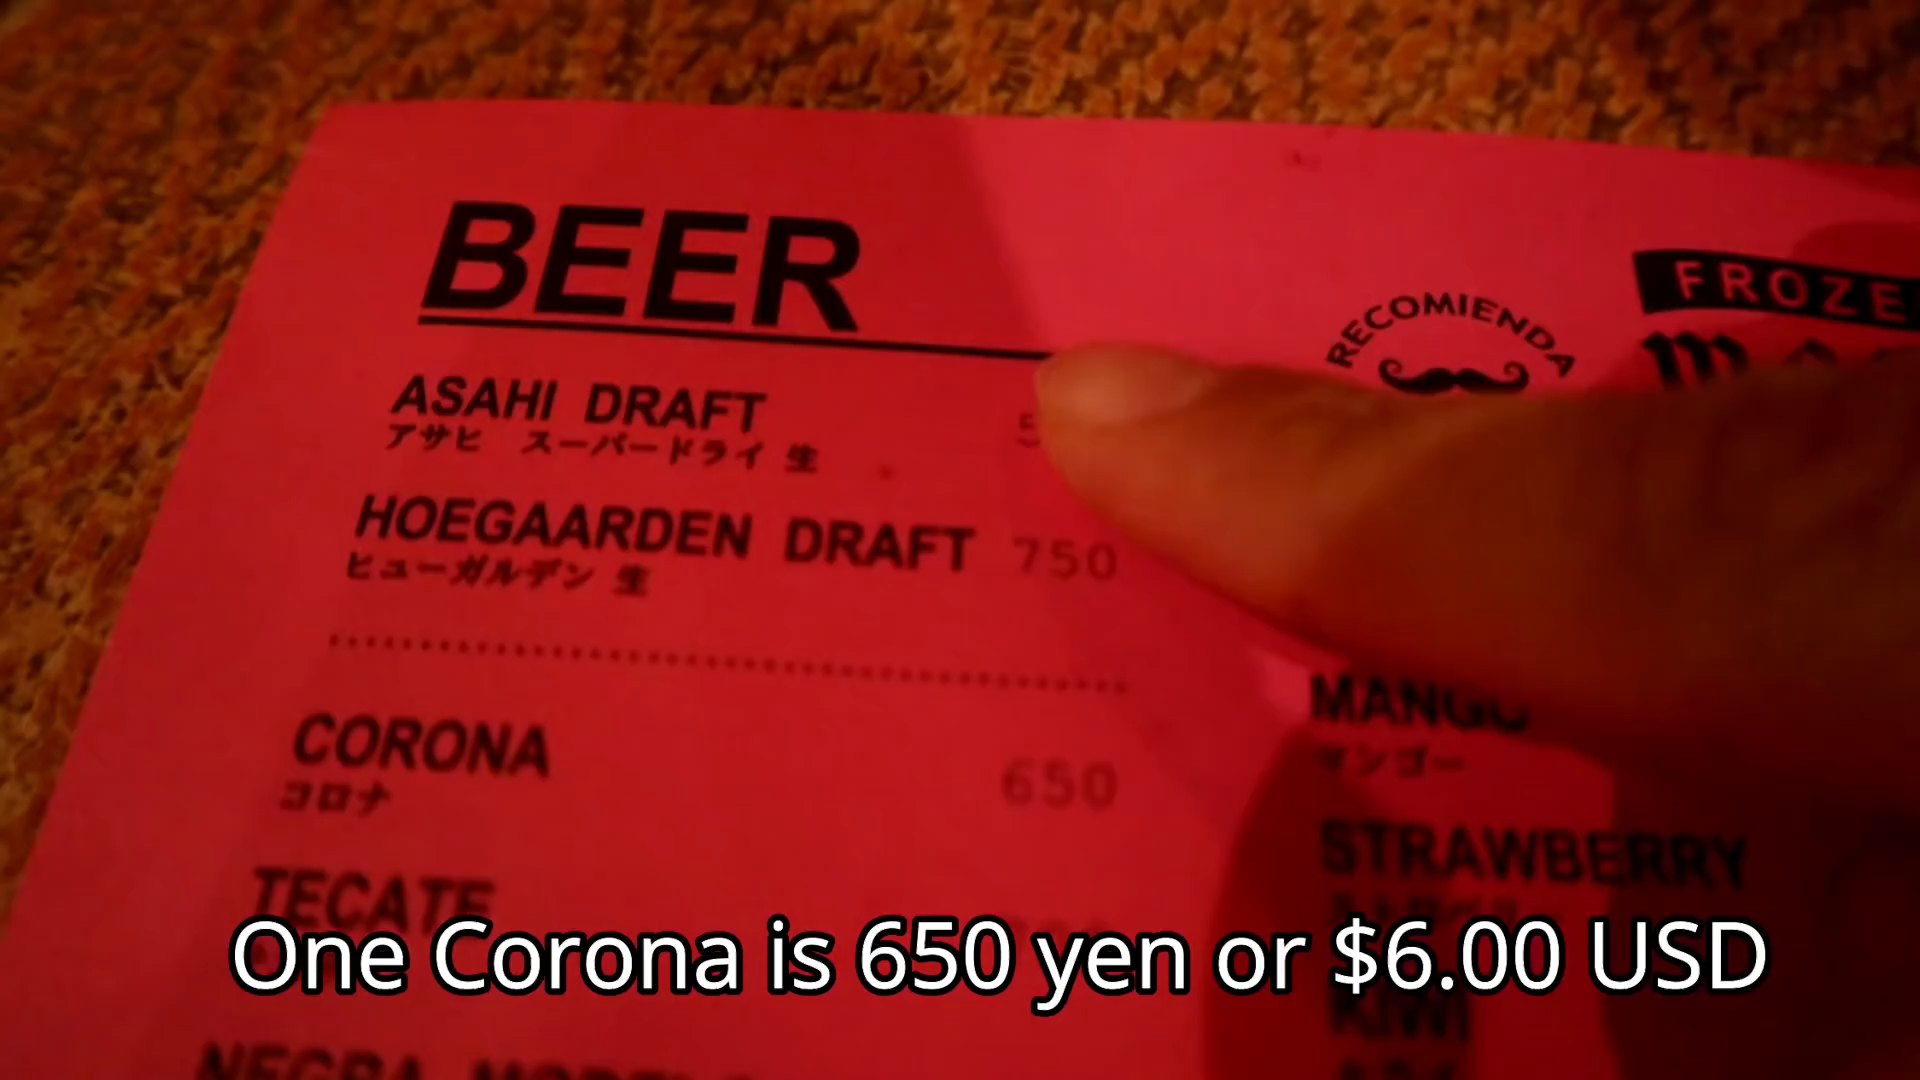 BEER
ASAHI DRAFT
アサヒ スーパードライ 生
HOEGAARDEN DRAFT 750
ヒューガルデン 生
CORONA 650
コロナ
TECATE
RECOMIENDA
MANGO
マンゴー
STRAWBERRY
KIWI
One Corona is 650 yen or $6.00 USD